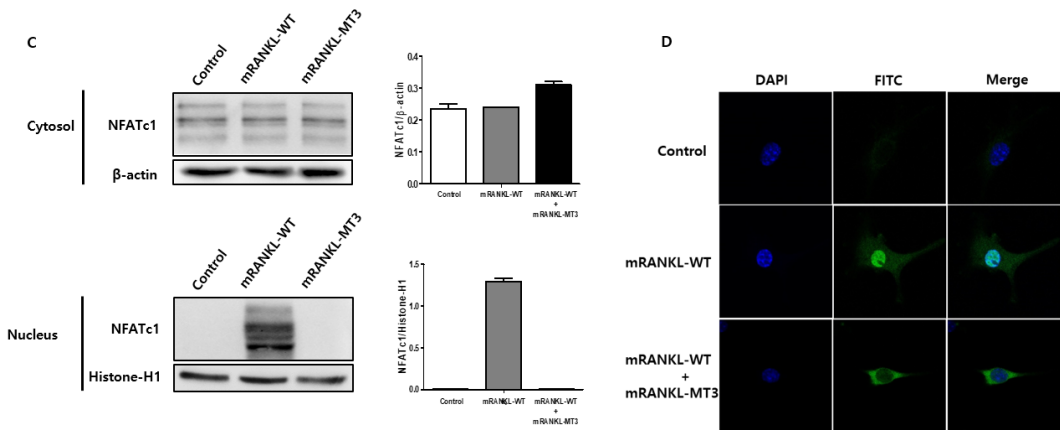 C
Control
mRANKL-WT
mRANKL-MT3
Cytosol
NFATc1
β-actin
NFATc1/β-actin
0.4
0.3
0.2
0.1
0.0
Control
mRANKL-WT
mRANKL-WT
+
mRANKL-MT3
Control
mRANKL-WT
mRANKL-MT3
Nucleus
NFATc1
Histone-H1
NFATc1/Histone-H1
1.5
1.0
0.5
0.0
Control
mRANKL-WT
mRANKL-WT
+
mRANKL-MT3
D
DAPI
FITC
Merge
Control
mRANKL-WT
mRANKL-WT
+
mRANKL-MT3